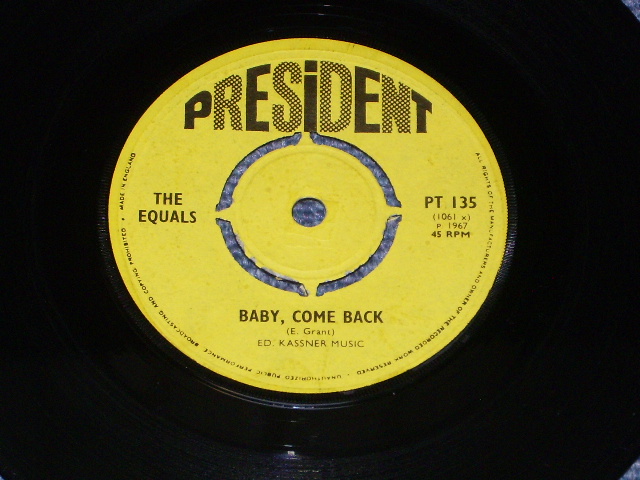 PRESIDENT
THE
EQUALS
PT 135
(1061 x)
P 1967
45 RPM
BABY, COME BACK
(E. Grant)
ED. KASSNER MUSIC
• MADE IN ENGLAND
ALL RIGHTS OF THE MANUFACTURERS AND OWNER OF THE RECORDED WORK RESERVED • UNAUTHORIZED PUBLIC PERFORMANCE BROADCASTING AND COPYING PROHIBITED